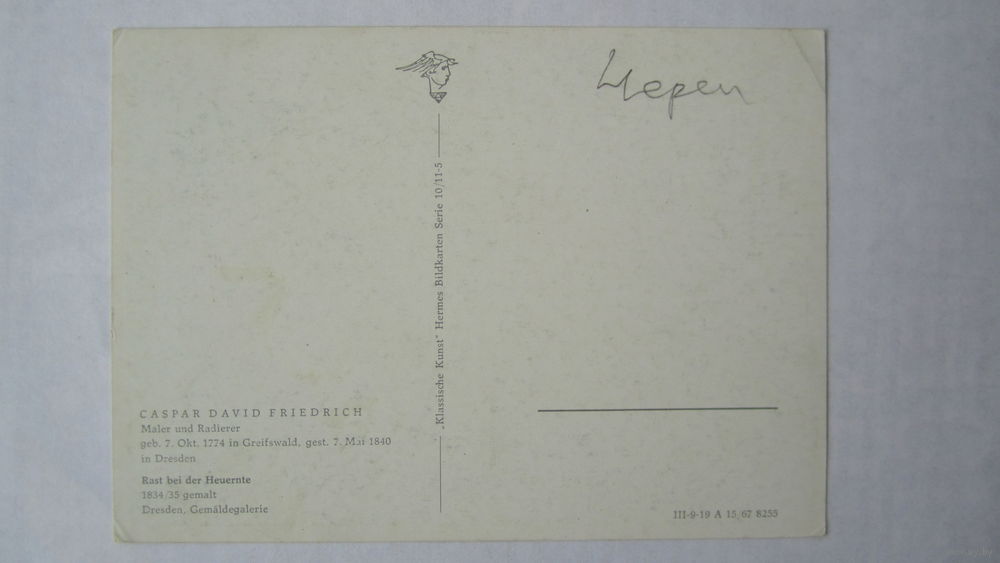 CASPAR DAVID FRIEDRICH
Maler und Radierer
geb. 7. Okt. 1774 in Greifswald, gest. 7. Mai 1840
in Dresden
Rast bei der Heuernte
1834/35 gemalt
Dresden, Gemäldegalerie
„Klassische Kunst" Hermes Bildkarten Serie 10/11-5
III-9-19 A 15/67 8255